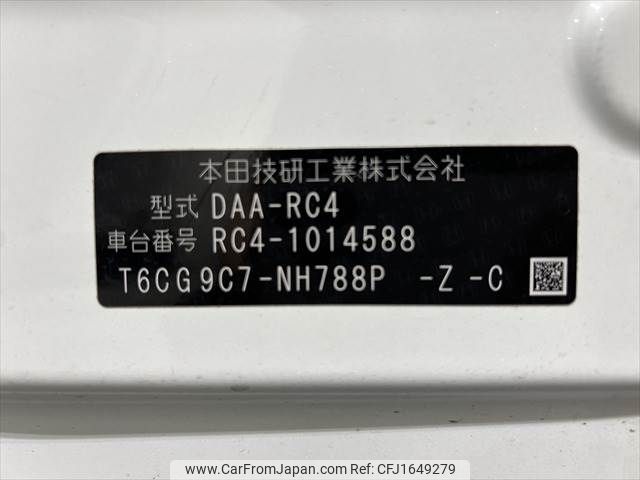 本田技研工業株式会社
型式 DAA-RC4
車台番号 RC4-1014588
T6CG9C7-NH788P -Z -C
www.CarFromJapan.com | REF ID:CFJ1649279